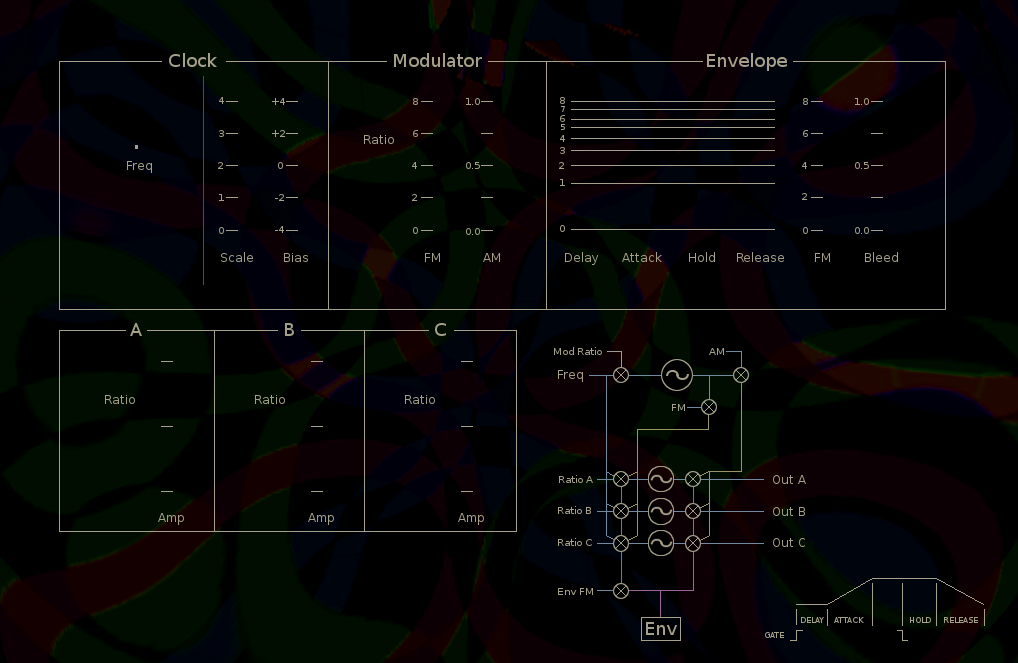 Clock Modulator Envelope
4 +4 8 1.0 8 8 1.0
7
6
3 +2 Ratio 6 5 6
4
3
Freq 2 0 4 0.5 2 4 0.5
1 -2 2 1 2
0 -4 0 0.0 0 0 0.0
Scale Bias FM AM Delay Attack Hold Release FM Bleed
A B C
Ratio Ratio Ratio
Amp Amp Amp
Mod Ratio AM
Freq
FM
Ratio A Out A
Ratio B Out B
Ratio C Out C
Env FM
Env
DELAY ATTACK HOLD RELEASE
GATE